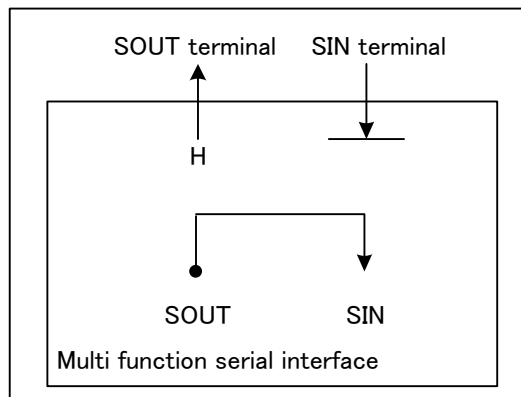 SOUT terminal SIN terminal
H
SOUT SIN
Multi function serial interface